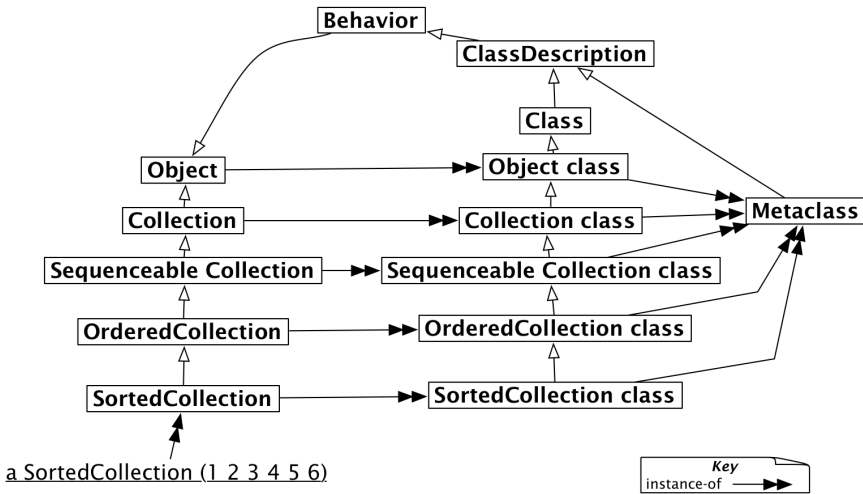 Behavior
ClassDescription
Class
Object
Object class
Collection
Collection class
Metaclass
Sequenceable Collection
Sequenceable Collection class
OrderedCollection
OrderedCollection class
SortedCollection
SortedCollection class
a SortedCollection (1 2 3 4 5 6)
Key
instance-of